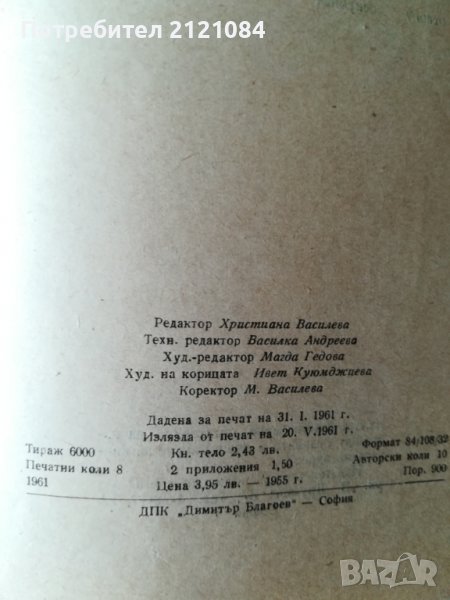 Потребител 2121084
Редактор Христиана Василева
Техн. редактор Василка Андреева
Худ.-редактор Магда Гедова
Худ. на корицата Ивет Куюмджиева
Коректор М. Василева
Дадена за печат на 31. I. 1961 г.
Излязла от печат на 20. V.1961 г.
Тираж 6000 Кн. тяло 2,43 лв. Формат 84/108/32
Печатни коли 8 2 приложения 1,50 Авторски коли 10
1961 Цена 3,95 лв. — 1955 г. Пор. 900
ДПК „Димитър Благоев“ — София
BAZAR